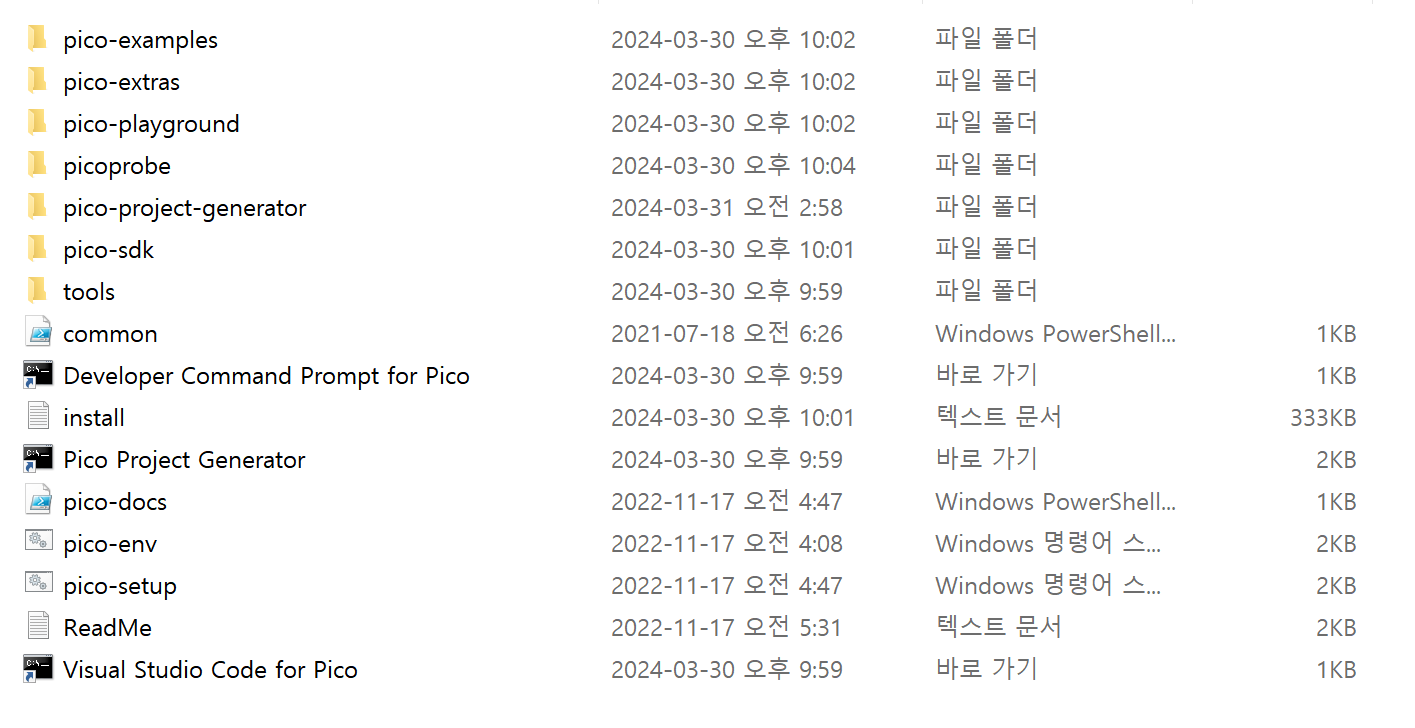 pico-examples 2024-03-30 오후 10:02 파일 폴더
pico-extras 2024-03-30 오후 10:02 파일 폴더
pico-playground 2024-03-30 오후 10:02 파일 폴더
picoprobe 2024-03-30 오후 10:04 파일 폴더
pico-project-generator 2024-03-31 오전 2:58 파일 폴더
pico-sdk 2024-03-30 오후 10:01 파일 폴더
tools 2024-03-30 오후 9:59 파일 폴더
common 2021-07-18 오전 6:26 Windows PowerShell... 1KB
Developer Command Prompt for Pico 2024-03-30 오후 9:59 바로 가기 1KB
install 2024-03-30 오후 10:01 텍스트 문서 333KB
Pico Project Generator 2024-03-30 오후 9:59 바로 가기 2KB
pico-docs 2022-11-17 오전 4:47 Windows PowerShell... 1KB
pico-env 2022-11-17 오전 4:08 Windows 명령어 스... 2KB
pico-setup 2022-11-17 오전 4:47 Windows 명령어 스... 2KB
ReadMe 2022-11-17 오전 5:31 텍스트 문서 2KB
Visual Studio Code for Pico 2024-03-30 오후 9:59 바로 가기 1KB